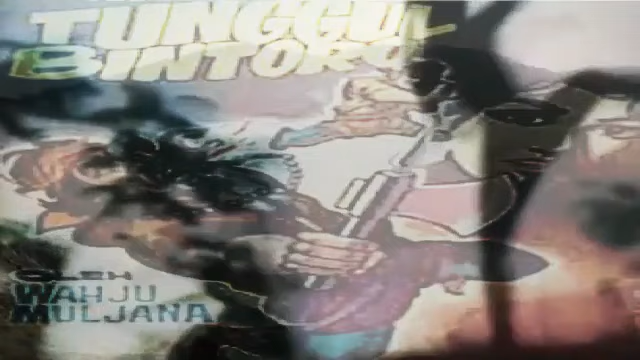 TUNGGUL
BINTORO
OLEH
WAHJU
MULJANA